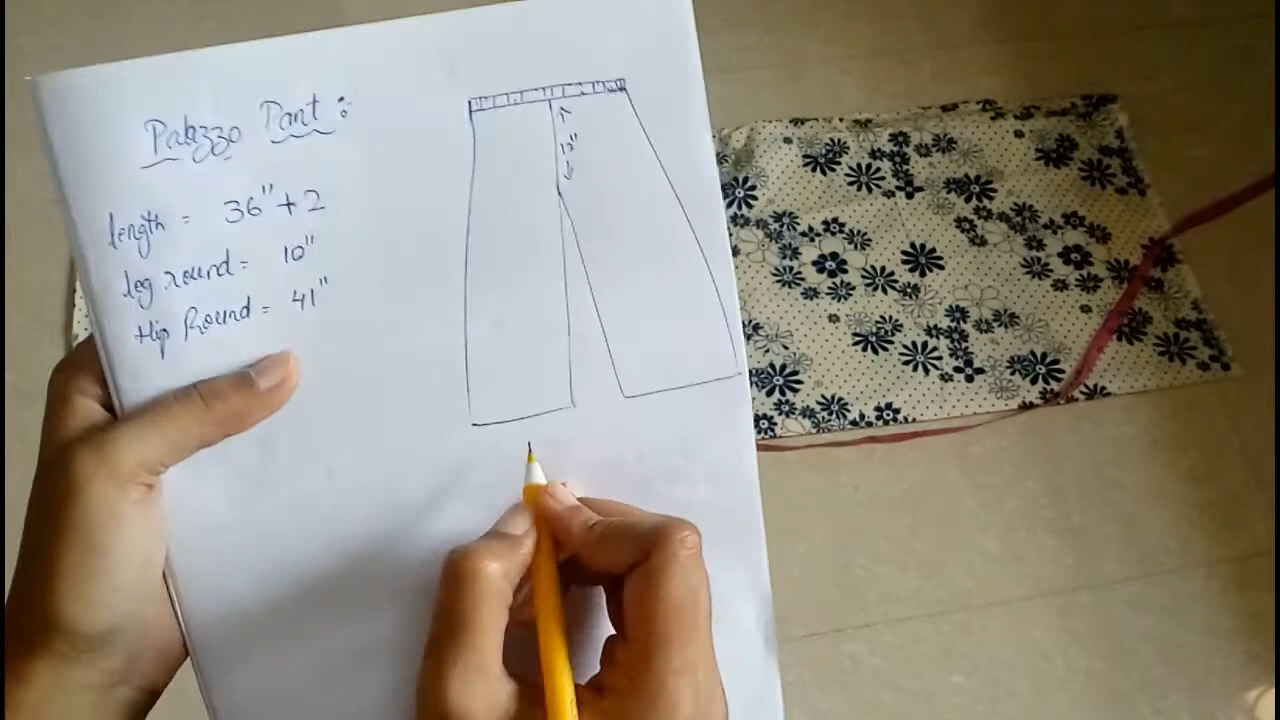 Palazzo Pant :
length = 36"+2
leg round = 10"
Hip Round = 41"
12"